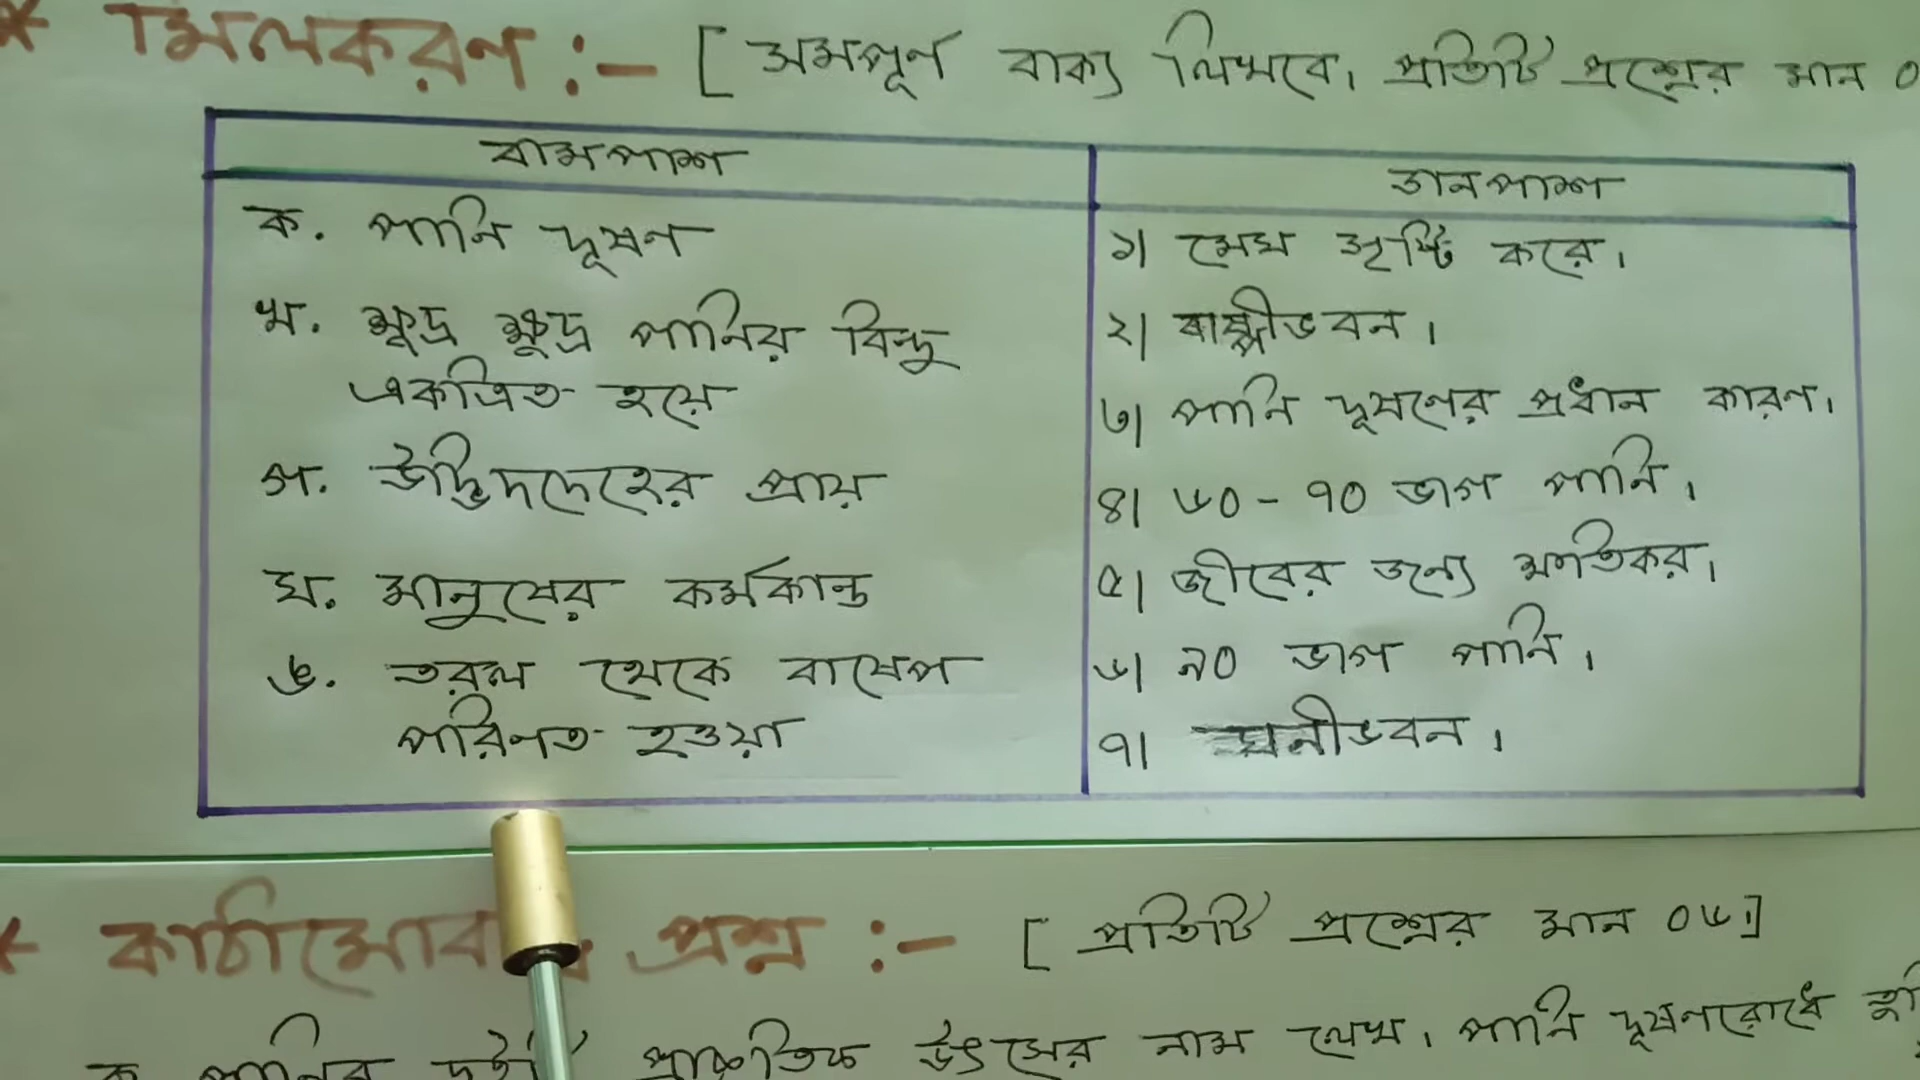 * মিলকরণ :- [ সমপূর্ণ বাক্য লিখবে। প্রতিটি প্রশ্নের মান ০
বামপাশ
ডানপাশ
ক. পানি দূষণ
খ. ক্ষুদ্র ক্ষুদ্র পানির বিন্দু
একত্রিত হয়ে
গ. উদ্ভিদদেহের প্রায়
ঘ. মানুষের কর্মকান্ড
ঙ. তরল থেকে বাষেপ
পরিণত হওয়া
১। মেঘ সৃষ্টি করে।
২। বাষ্পীভবন।
৩। পানি দূষণের প্রধান কারণ।
৪। ৬০ - ৭০ ভাগ পানি।
৫। জীবের জন্যে ক্ষতিকর।
৬। ৯০ ভাগ পানি।
৭। ঘনীভবন।
* প্রশ্ন :- [ প্রতিটি প্রশ্নের মান ০৬।]
ক পানির প্রাকৃতিক উৎসের নাম লেখ। পানি দূষণরোধে